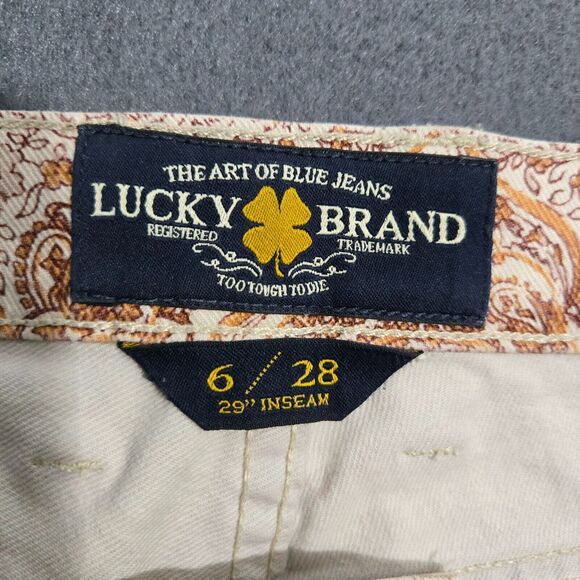 THE ART OF BLUE JEANS
LUCKY BRAND
REGISTERED TRADEMARK
TOO TOUGH TO DIE
6 / 28
29" INSEAM